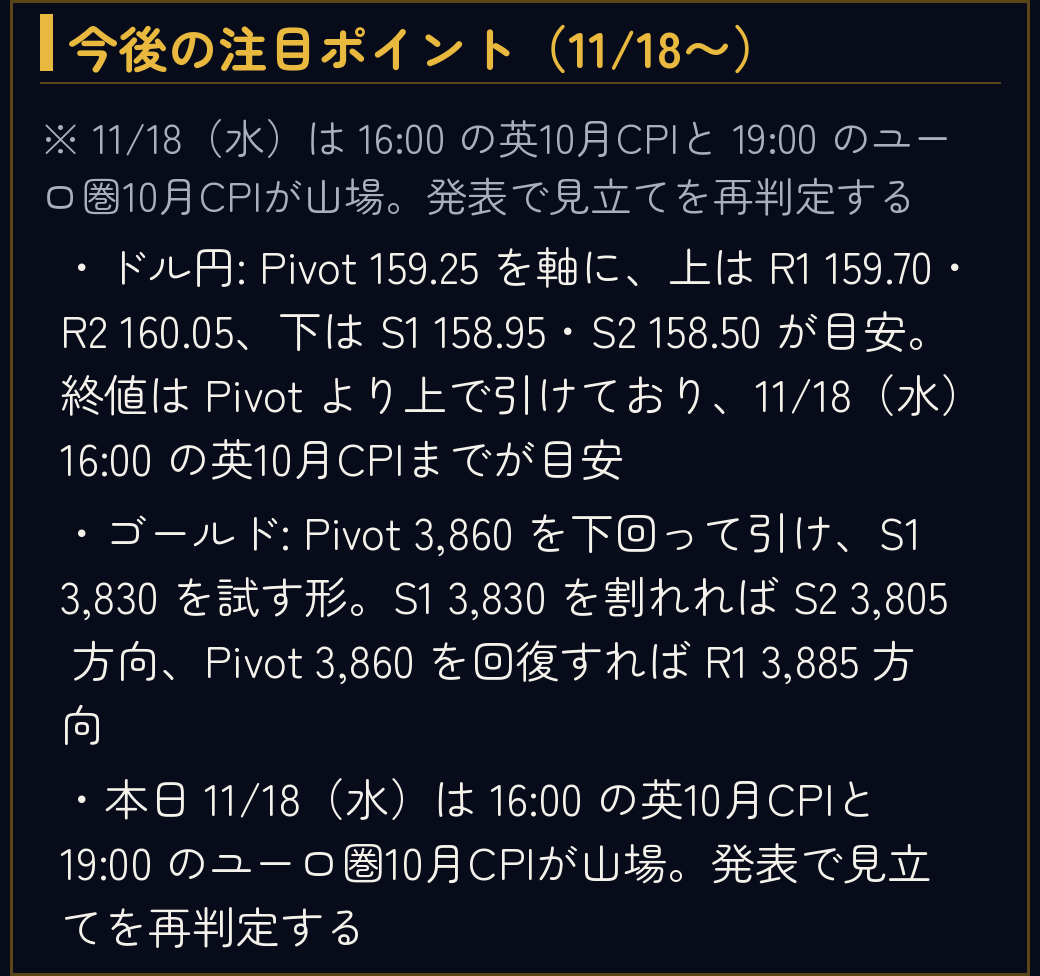 今後の注目ポイント（11/18〜）
※ 11/18（水）は 16:00 の英10月CPIと 19:00 のユー
ロ圏10月CPIが山場。発表で見立てを再判定する
・ドル円: Pivot 159.25 を軸に、上は R1 159.70・
R2 160.05、下は S1 158.95・S2 158.50 が目安。
終値は Pivot より上で引けており、11/18（水）
16:00 の英10月CPIまでが目安
・ゴールド: Pivot 3,860 を下回って引け、S1
3,830 を試す形。S1 3,830 を割れれば S2 3,805
方向、Pivot 3,860 を回復すれば R1 3,885 方
向
・本日 11/18（水）は 16:00 の英10月CPIと
19:00 のユーロ圏10月CPIが山場。発表で見立
てを再判定する